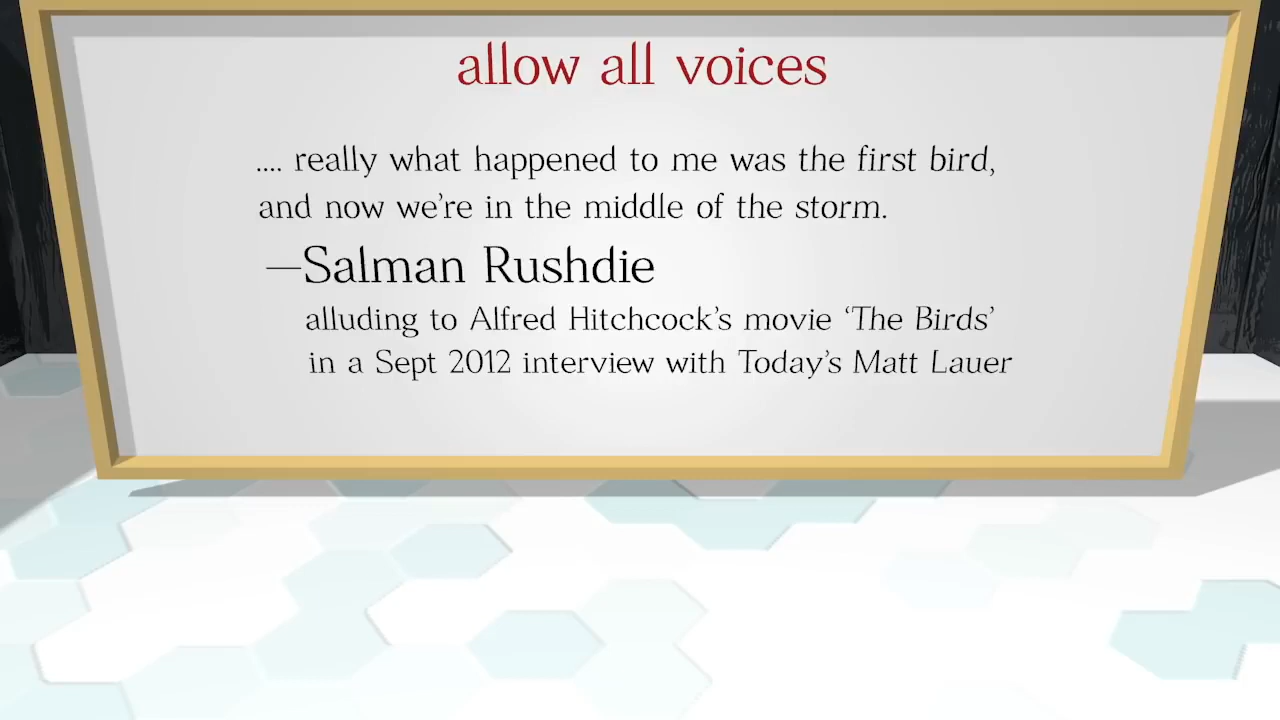 allow all voices
.... really what happened to me was the first bird,
and now we're in the middle of the storm.
—Salman Rushdie
alluding to Alfred Hitchcock's movie ‘The Birds’
in a Sept 2012 interview with Today's Matt Lauer